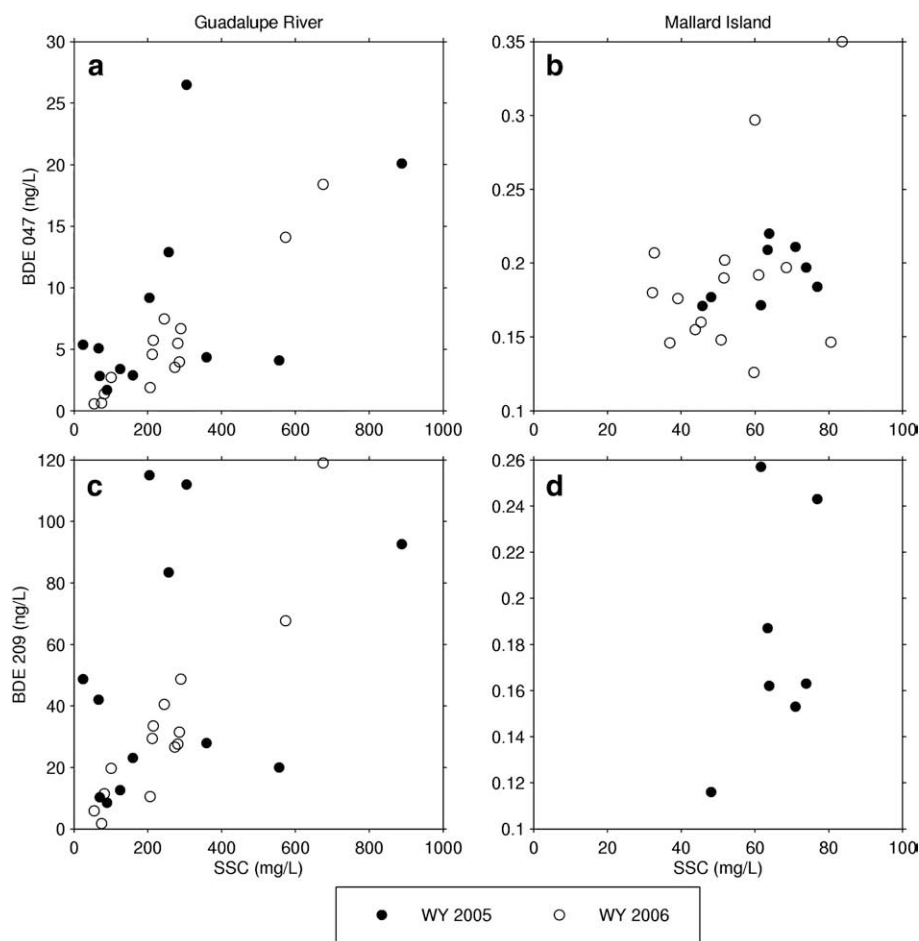 Guadalupe River
Mallard Island
a
30
25
20
15
10
5
0
BDE 047 (ng/L)
0 200 400 600 800 1000
b
0.35
0.3
0.25
0.2
0.15
0.1
0 20 40 60 80 100
c
120
100
80
60
40
20
0
BDE 209 (ng/L)
0 200 400 600 800 1000
SSC (mg/L)
d
0.26
0.24
0.22
0.2
0.18
0.16
0.14
0.12
0.1
0 20 40 60 80 100
SSC (mg/L)
WY 2005 WY 2006